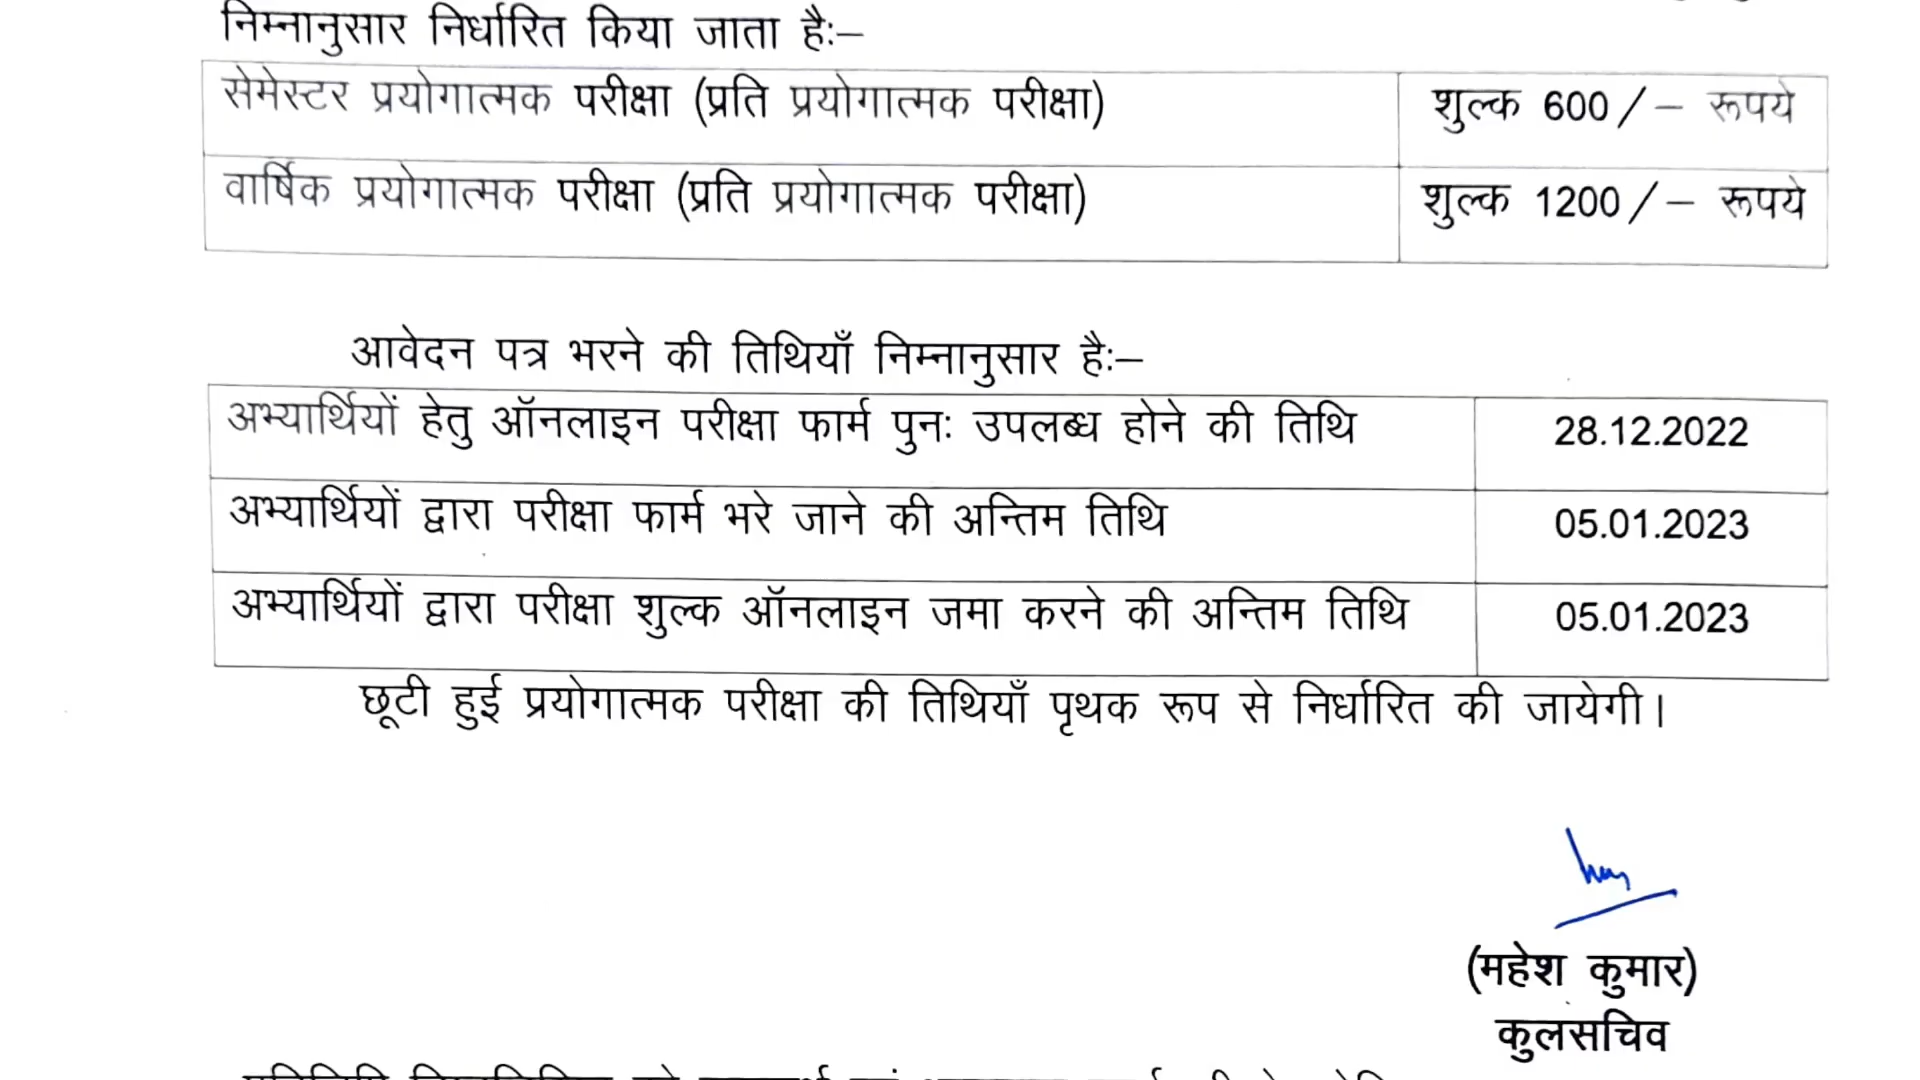 निम्नानुसार निर्धारित किया जाता है:–
सेमेस्टर प्रयोगात्मक परीक्षा (प्रति प्रयोगात्मक परीक्षा) शुल्क 600/– रूपये
वार्षिक प्रयोगात्मक परीक्षा (प्रति प्रयोगात्मक परीक्षा) शुल्क 1200/– रूपये
आवेदन पत्र भरने की तिथियाँ निम्नानुसार है:–
अभ्यार्थियों हेतु ऑनलाइन परीक्षा फार्म पुनः उपलब्ध होने की तिथि 28.12.2022
अभ्यार्थियों द्वारा परीक्षा फार्म भरे जाने की अन्तिम तिथि 05.01.2023
अभ्यार्थियों द्वारा परीक्षा शुल्क ऑनलाइन जमा करने की अन्तिम तिथि 05.01.2023
छूटी हुई प्रयोगात्मक परीक्षा की तिथियाँ पृथक रूप से निर्धारित की जायेगी।
(महेश कुमार)
कुलसचिव